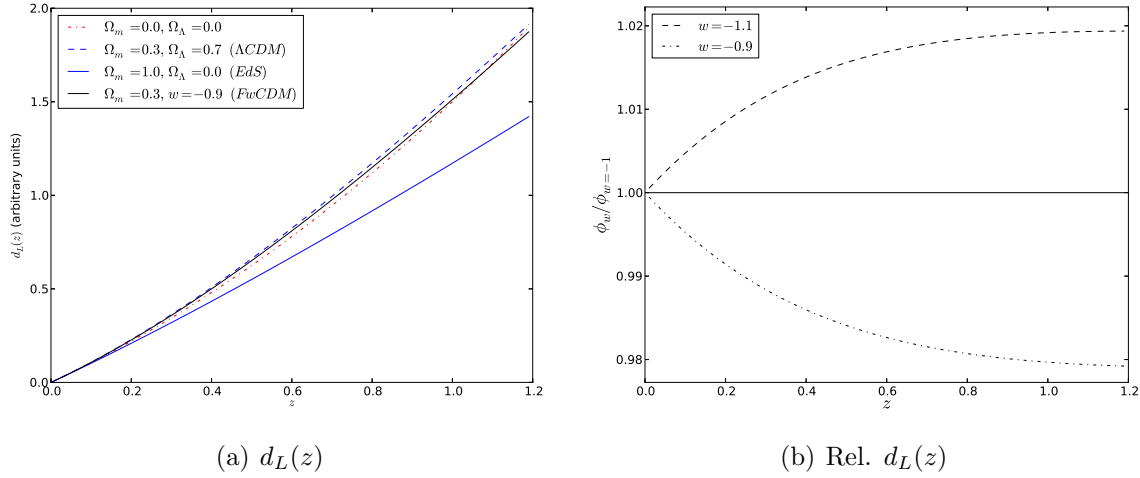 2.0
1.5
1.0
0.5
0.0
d_L(z) (arbitrary units)
Ω_m =0.0, Ω_Λ =0.0
Ω_m =0.3, Ω_Λ =0.7 (ΛCDM)
Ω_m =1.0, Ω_Λ =0.0 (EdS)
Ω_m =0.3, w=−0.9 (FwCDM)
0.0 0.2 0.4 0.6 0.8 1.0 1.2
z
(a) d_L(z)
1.02
1.01
1.00
0.99
0.98
ϕ_w/ϕ_{w=−1}
w=−1.1
w=−0.9
0.0 0.2 0.4 0.6 0.8 1.0 1.2
z
(b) Rel. d_L(z)